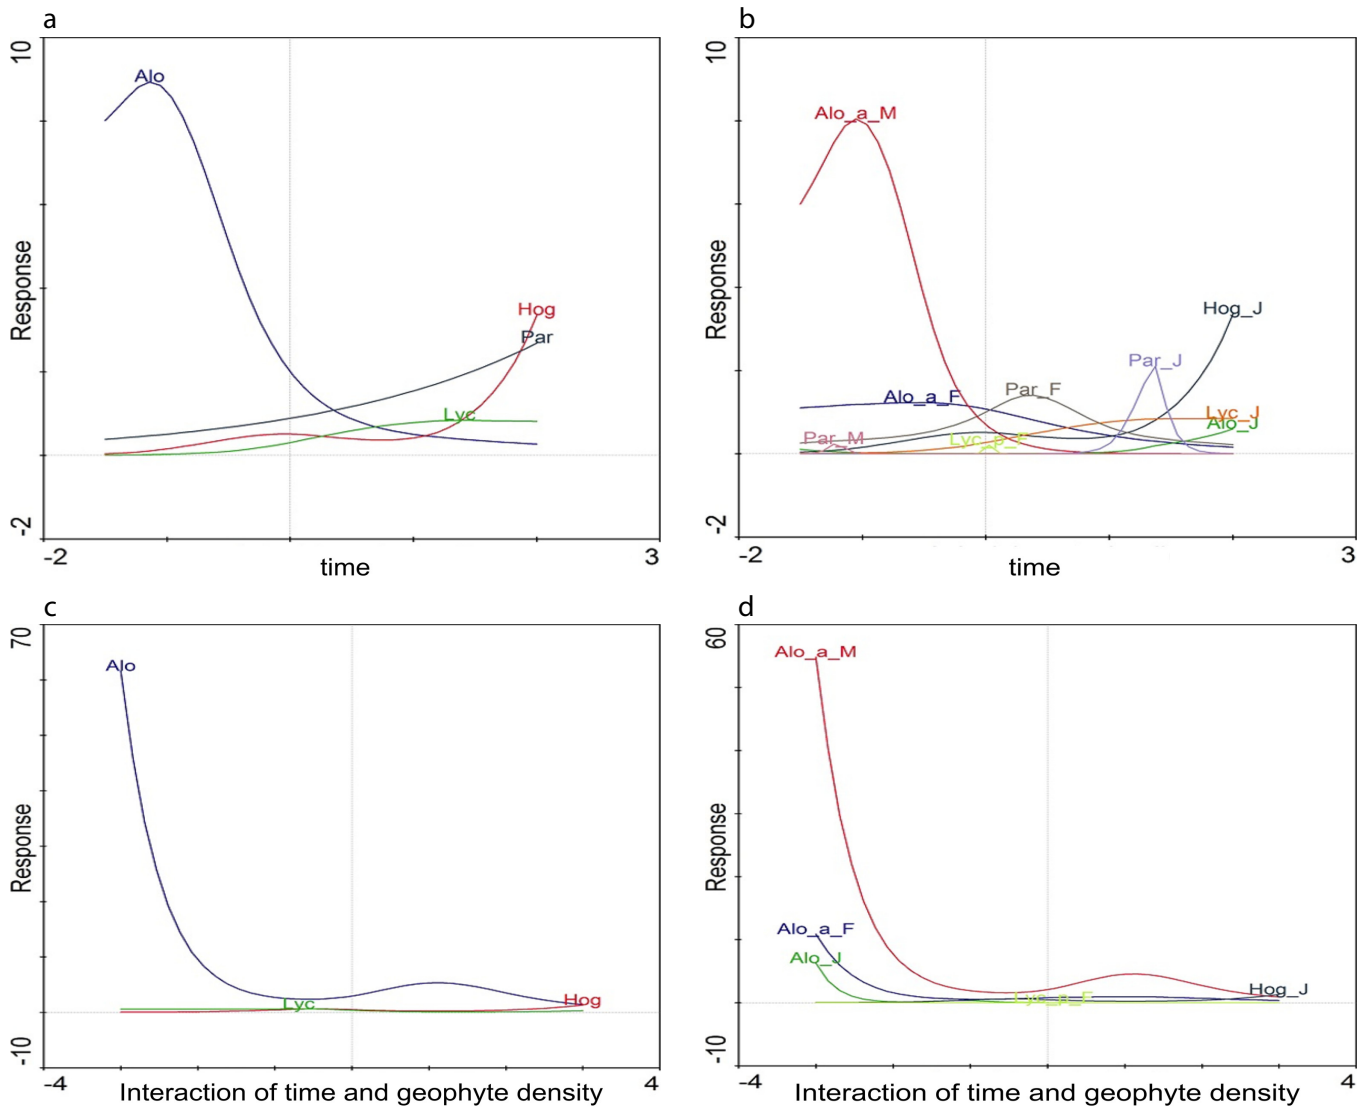 a
10
Response
-2
Alo
Hog
Par
Lyc
-2
3
time
b
10
Response
-2
Alo_a_M
Hog_J
Par_J
Par_F
Alo_a_F
Lyc_J
Alo_J
Par_M
Lyc_p_F
-2
3
time
c
70
Response
-10
Alo
Lyc
Hog
-4
4
Interaction of time and geophyte density
d
60
Response
-10
Alo_a_M
Alo_a_F
Alo_J
Lyc_p_F
Hog_J
-4
4
Interaction of time and geophyte density